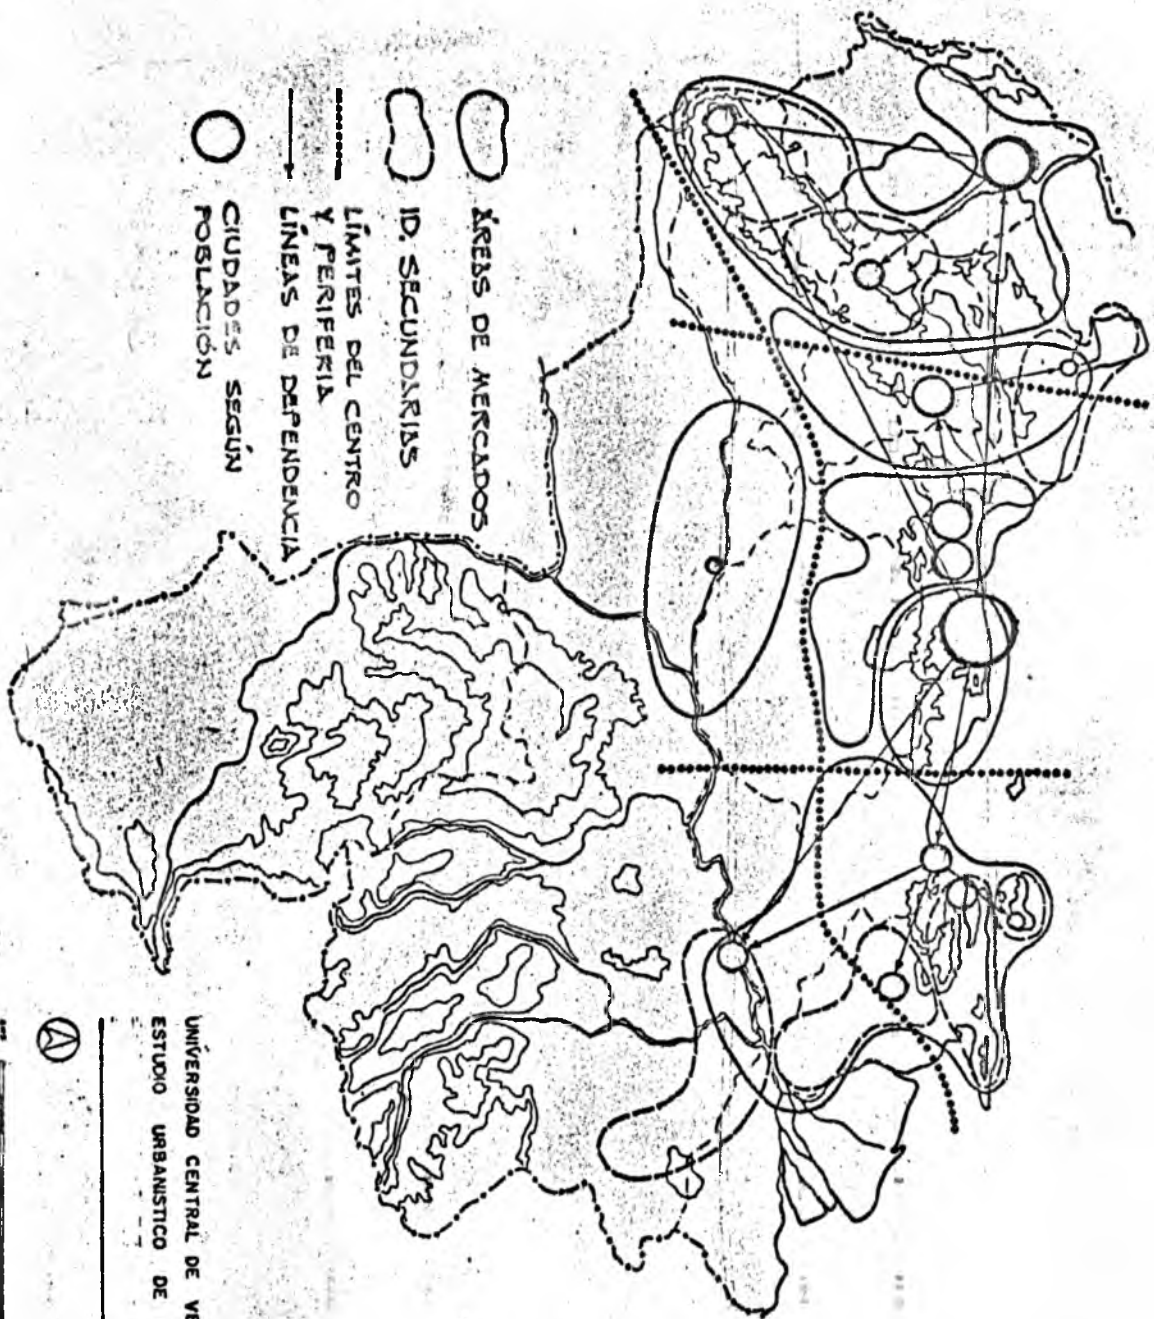 ÁREAS DE MERCADOS
ID. SECUNDARIAS
LÍMITES DEL CENTRO
Y PERIFERIA
LÍNEAS DE DEPENDENCIA
CIUDADES SEGÚN
POBLACIÓN
UNIVERSIDAD CENTRAL DE VE
ESTUDIO URBANISTICO DE